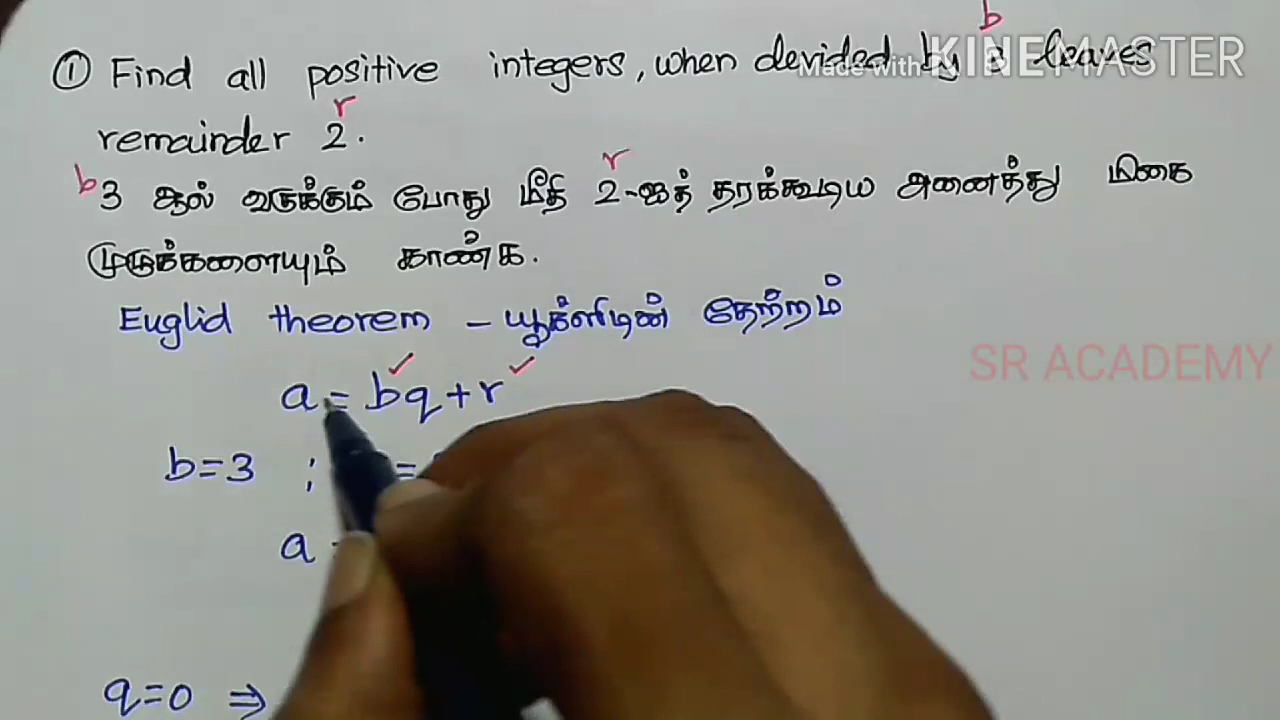 b
① Find all positive integers, when devided by 3 leaves
Made with KINEMASTER
r
remainder 2.
b r
3 ஆல் வகுக்கும் போது மீதி 2-ஐத் தரக்கூடிய அனைத்து மிகை
முழுக்களையும் காண்க.
Euglid theorem – யூக்ளிடின் தேற்றம்
SR ACADEMY
a = bq + r
b = 3 ; =
a =
q = 0 ⇒